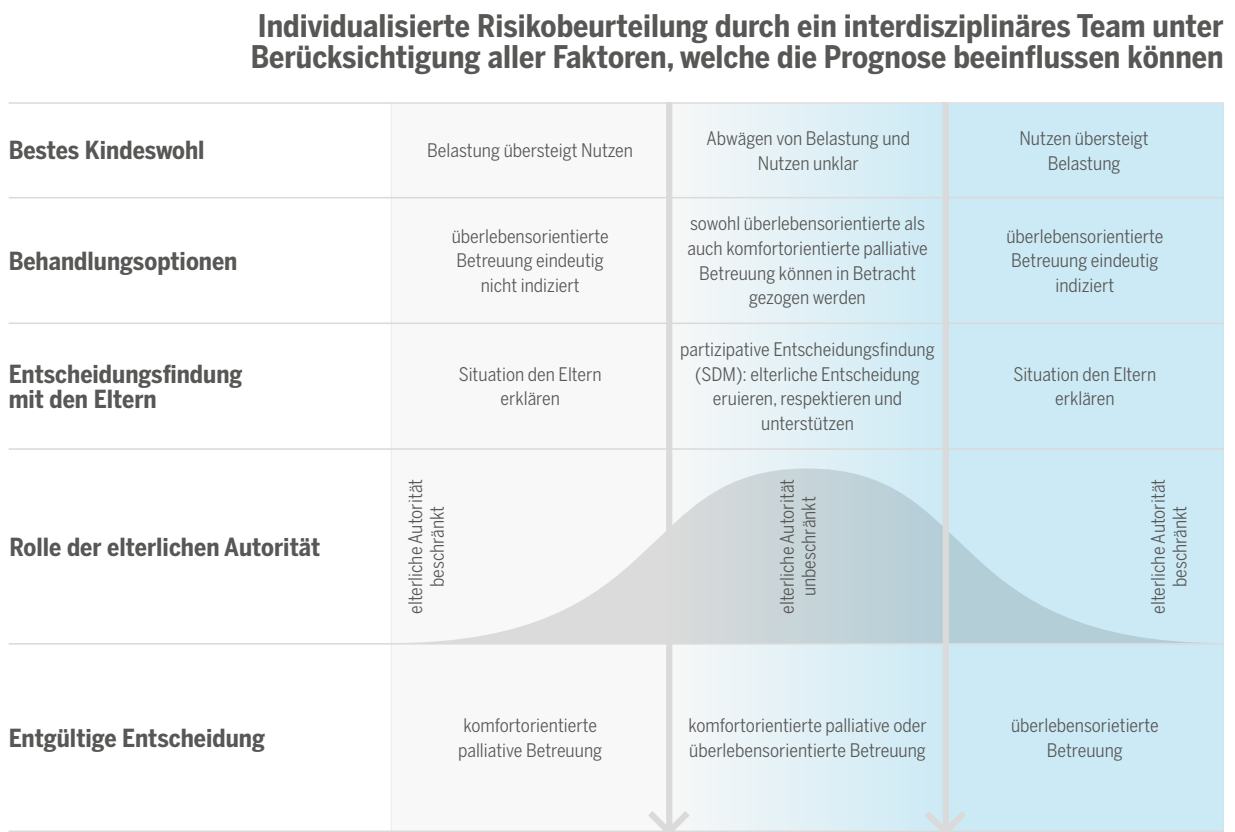 Individualisierte Risikobeurteilung durch ein interdisziplinäres Team unter
Berücksichtigung aller Faktoren, welche die Prognose beeinflussen können
Bestes Kindeswohl
Belastung übersteigt Nutzen
Abwägen von Belastung und
Nutzen unklar
Nutzen übersteigt
Belastung
Behandlungsoptionen
überlebensorientierte
Betreuung eindeutig
nicht indiziert
sowohl überlebensorientierte als
auch komfortorientierte palliative
Betreuung können in Betracht
gezogen werden
überlebensorientierte
Betreuung eindeutig
indiziert
Entscheidungsfindung
mit den Eltern
Situation den Eltern
erklären
partizipative Entscheidungsfindung
(SDM): elterliche Entscheidung
eruieren, respektieren und
unterstützen
Situation den Eltern
erklären
Rolle der elterlichen Autorität
elterliche Autorität
beschränkt
elterliche Autorität
unbeschränkt
elterliche Autorität
beschränkt
Entgültige Entscheidung
komfortorientierte
palliative Betreuung
komfortorientierte palliative oder
überlebensorientierte Betreuung
überlebensorietierte
Betreuung